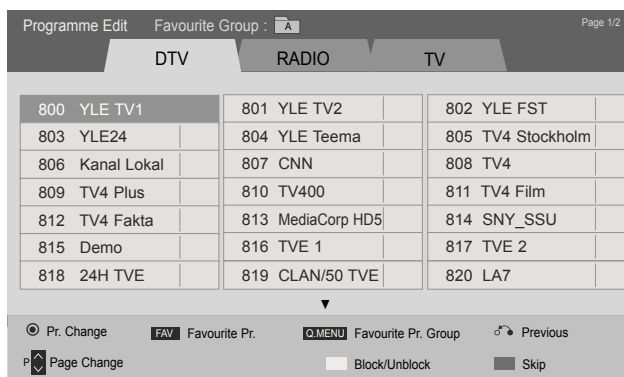 Programme Edit Favourite Group : A Page 1/2
DTV RADIO TV
800 YLE TV1 801 YLE TV2 802 YLE FST
803 YLE24 804 YLE Teema 805 TV4 Stockholm
806 Kanal Lokal 807 CNN 808 TV4
809 TV4 Plus 810 TV400 811 TV4 Film
812 TV4 Fakta 813 MediaCorp HD5 814 SNY_SSU
815 Demo 816 TVE 1 817 TVE 2
818 24H TVE 819 CLAN/50 TVE 820 LA7
▼
Pr. Change FAV Favourite Pr. Q.MENU Favourite Pr. Group Previous
P Page Change Block/Unblock Skip